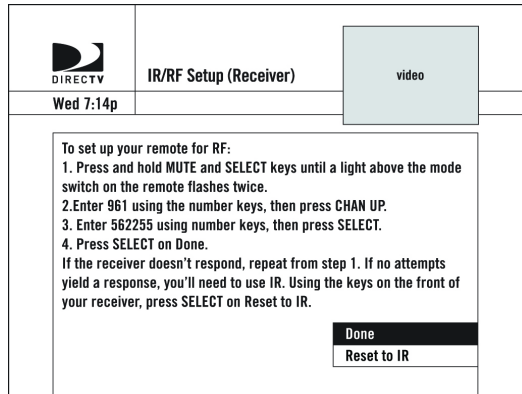 DIRECTV
IR/RF Setup (Receiver)
video
Wed 7:14p
To set up your remote for RF:
1. Press and hold MUTE and SELECT keys until a light above the mode
switch on the remote flashes twice.
2.Enter 961 using the number keys, then press CHAN UP.
3. Enter 562255 using number keys, then press SELECT.
4. Press SELECT on Done.
If the receiver doesn't respond, repeat from step 1. If no attempts
yield a response, you'll need to use IR. Using the keys on the front of
your receiver, press SELECT on Reset to IR.
Done
Reset to IR